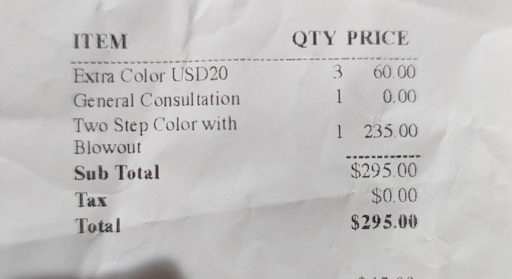 ITEM QTY PRICE
Extra Color USD20 3 60.00
General Consultation 1 0.00
Two Step Color with
Blowout 1 235.00
Sub Total $295.00
Tax $0.00
Total $295.00